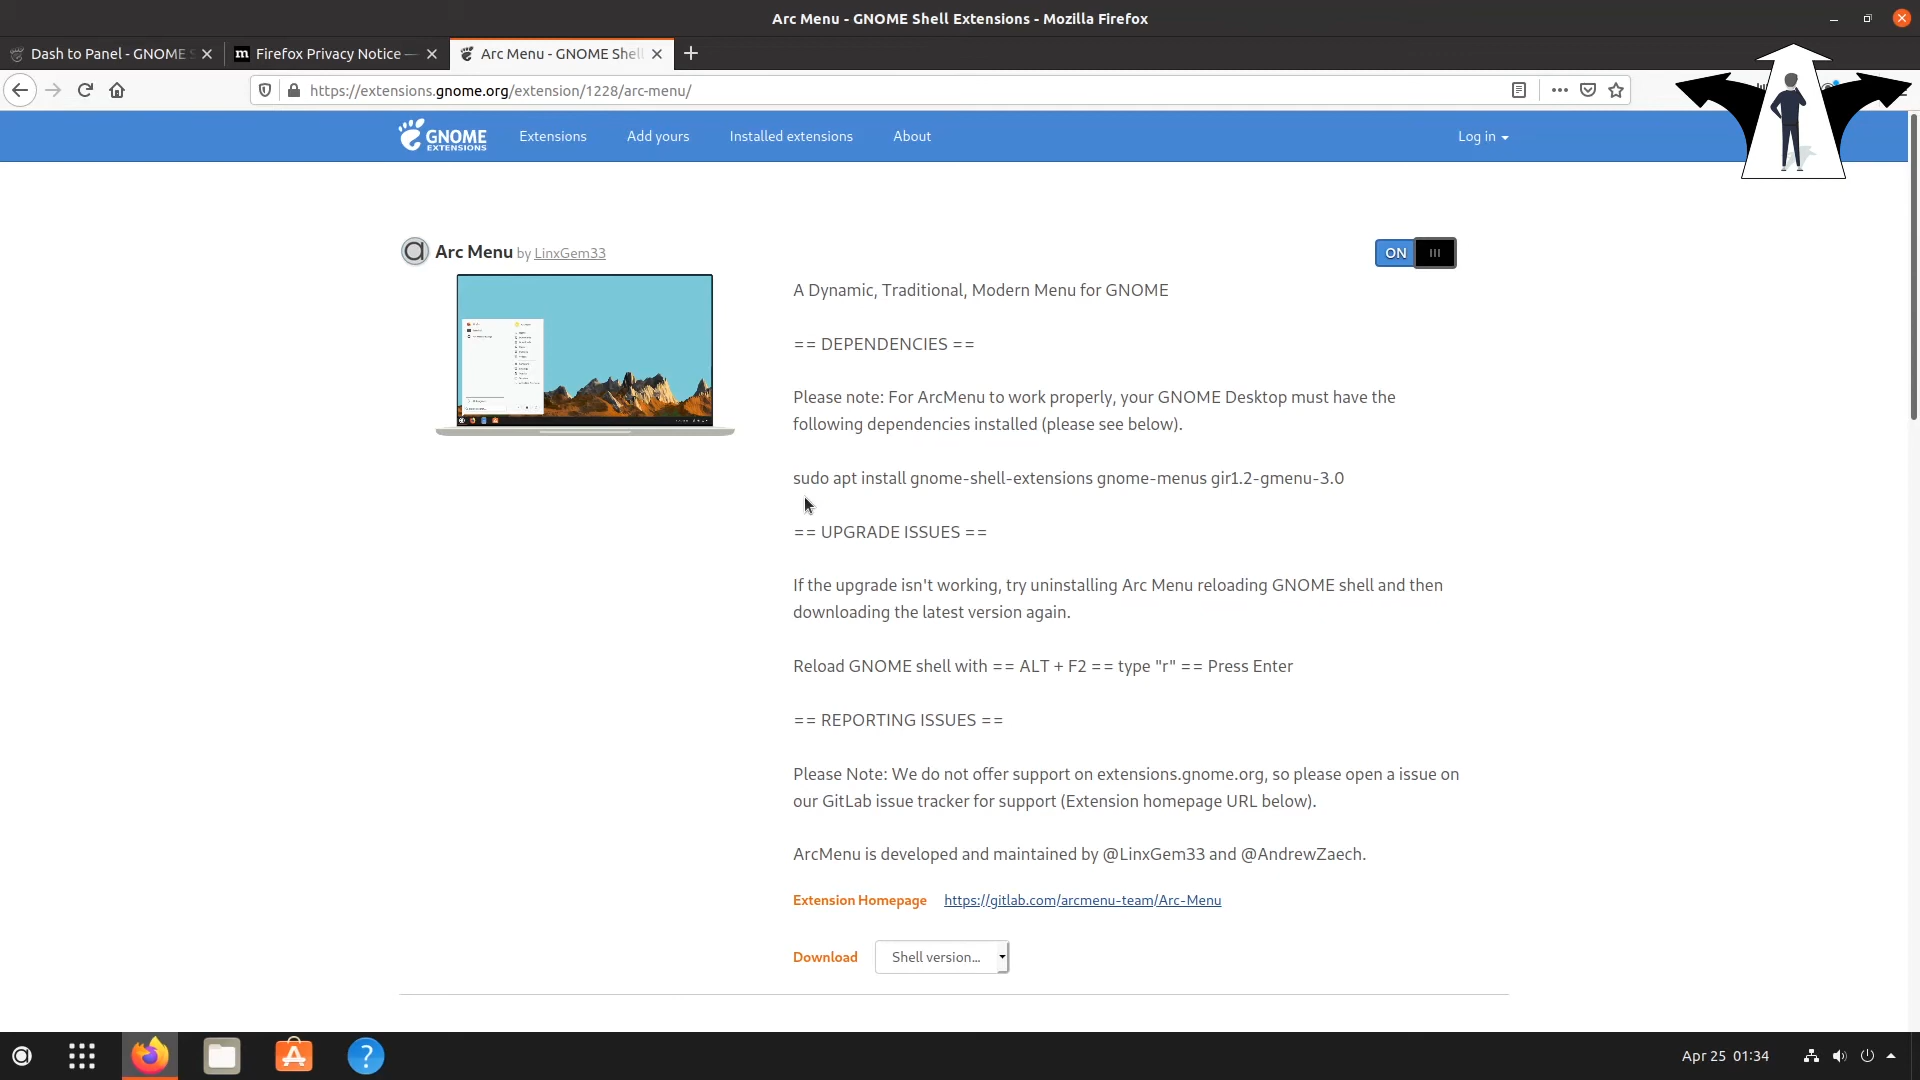 Arc Menu - GNOME Shell Extensions - Mozilla Firefox
Dash to Panel - GNOME S
m Firefox Privacy Notice —
Arc Menu - GNOME Shell
https://extensions.gnome.org/extension/1228/arc-menu/
GNOME
EXTENSIONS
Extensions
Add yours
Installed extensions
About
Log in
Arc Menu by LinxGem33
ON
A Dynamic, Traditional, Modern Menu for GNOME
== DEPENDENCIES ==
Please note: For ArcMenu to work properly, your GNOME Desktop must have the
following dependencies installed (please see below).
sudo apt install gnome-shell-extensions gnome-menus gir1.2-gmenu-3.0
== UPGRADE ISSUES ==
If the upgrade isn't working, try uninstalling Arc Menu reloading GNOME shell and then
downloading the latest version again.
Reload GNOME shell with == ALT + F2 == type "r" == Press Enter
== REPORTING ISSUES ==
Please Note: We do not offer support on extensions.gnome.org, so please open a issue on
our GitLab issue tracker for support (Extension homepage URL below).
ArcMenu is developed and maintained by @LinxGem33 and @AndrewZaech.
Extension Homepage https://gitlab.com/arcmenu-team/Arc-Menu
Download Shell version...
Apr 25 01:34